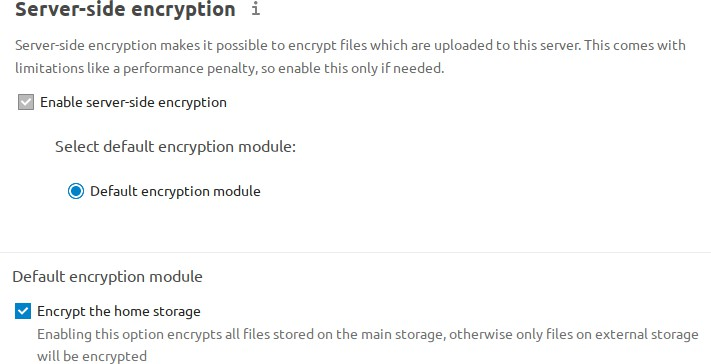 Server-side encryption i
Server-side encryption makes it possible to encrypt files which are uploaded to this server. This comes with
limitations like a performance penalty, so enable this only if needed.
Enable server-side encryption
Select default encryption module:
Default encryption module
Default encryption module
Encrypt the home storage
Enabling this option encrypts all files stored on the main storage, otherwise only files on external storage
will be encrypted